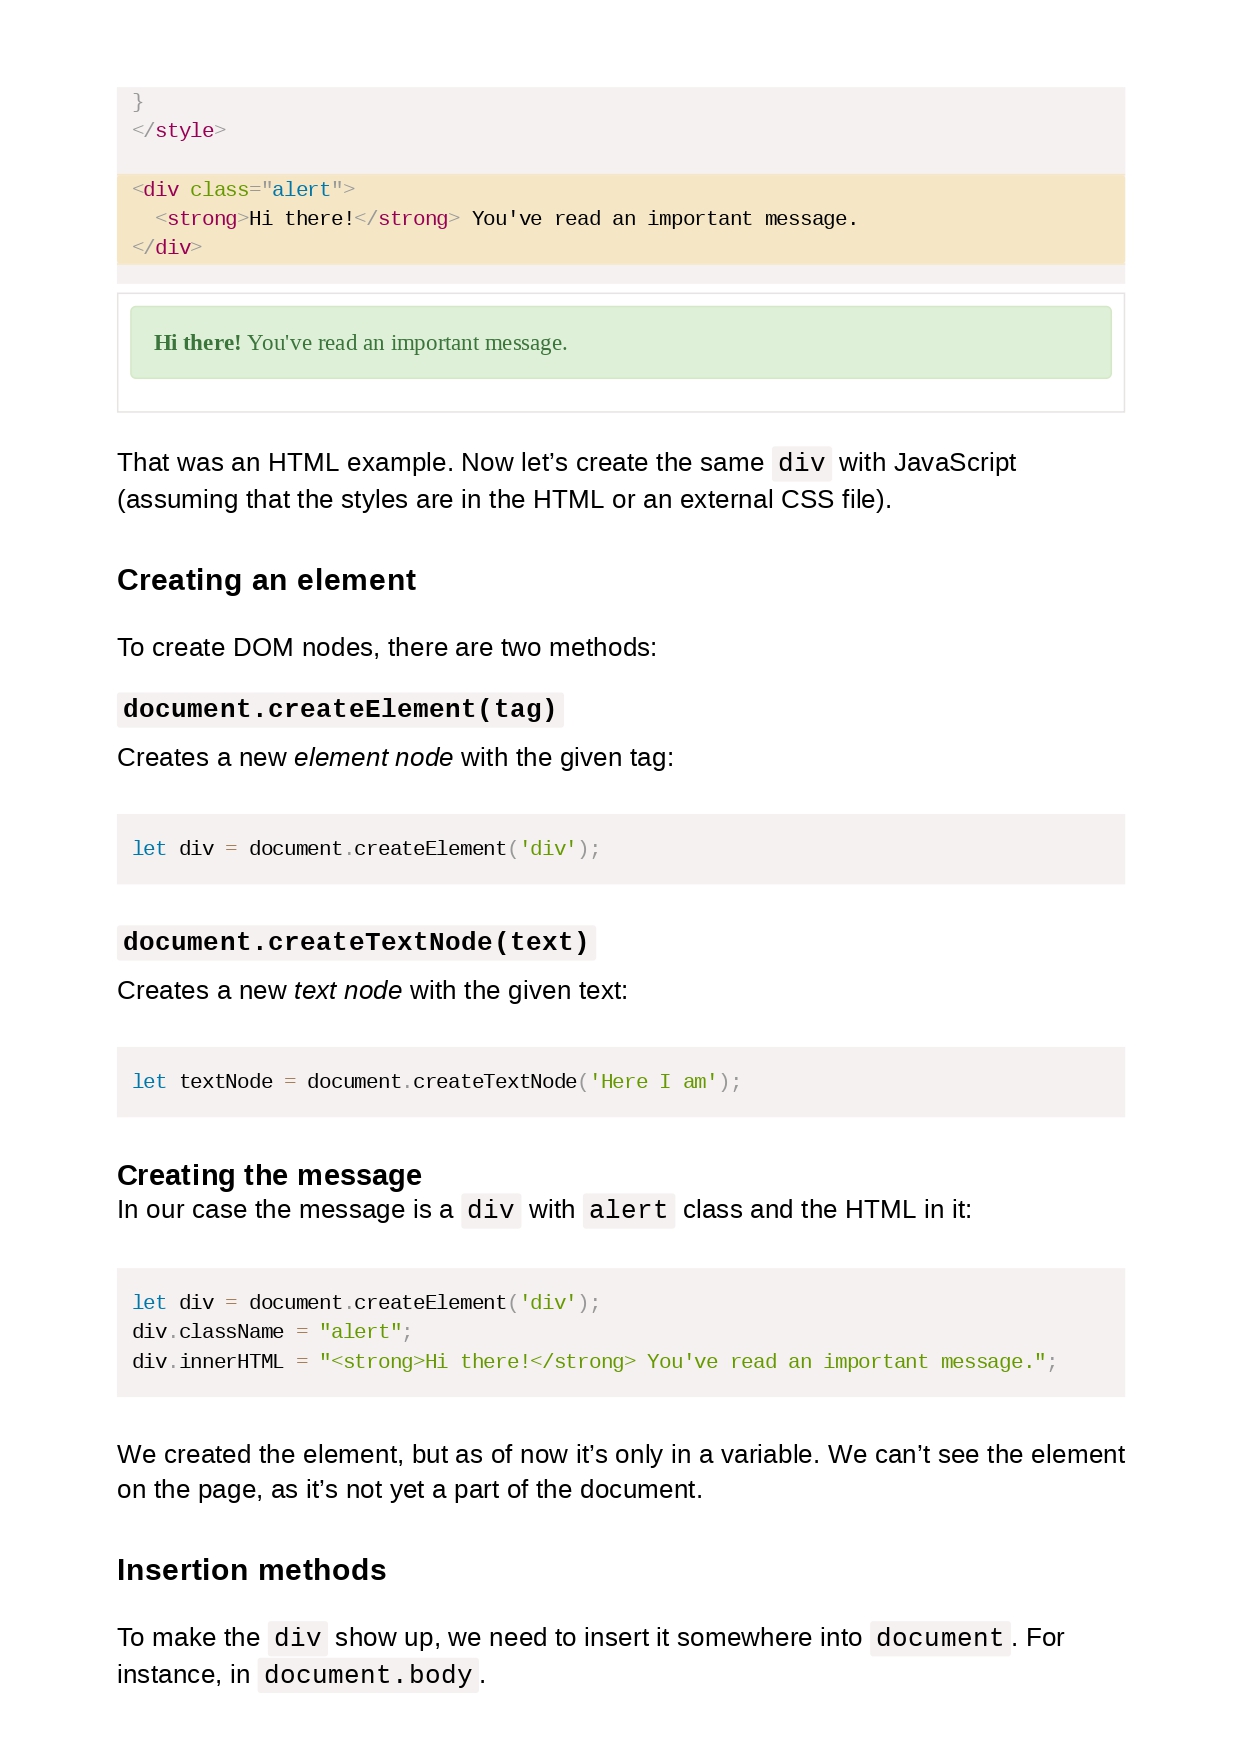 }
</style>
<div class="alert">
  <strong>Hi there!</strong> You've read an important message.
</div>
Hi there! You've read an important message.
That was an HTML example. Now let’s create the same div with JavaScript
(assuming that the styles are in the HTML or an external CSS file).
Creating an element
To create DOM nodes, there are two methods:
document.createElement(tag)
Creates a new element node with the given tag:
let div = document.createElement('div');
document.createTextNode(text)
Creates a new text node with the given text:
let textNode = document.createTextNode('Here I am');
Creating the message
In our case the message is a div with alert class and the HTML in it:
let div = document.createElement('div');
div.className = "alert";
div.innerHTML = "<strong>Hi there!</strong> You've read an important message.";
We created the element, but as of now it’s only in a variable. We can’t see the element
on the page, as it’s not yet a part of the document.
Insertion methods
To make the div show up, we need to insert it somewhere into document. For
instance, in document.body.